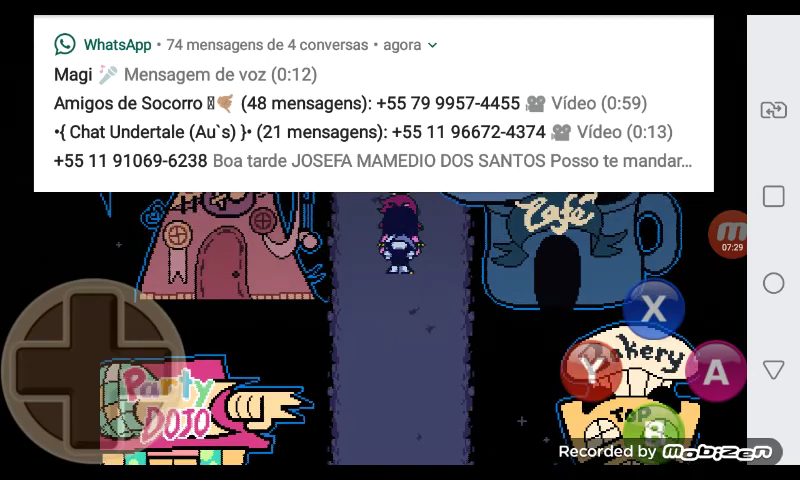 WhatsApp • 74 mensagens de 4 conversas • agora
Magi 🎤 Mensagem de voz (0:12)
Amigos de Socorro (48 mensagens): +55 79 9957-4455 🎥 Vídeo (0:59)
•{ Chat Undertale (Au`s) }• (21 mensagens): +55 11 96672-4374 🎥 Vídeo (0:13)
+55 11 91069-6238 Boa tarde JOSEFA MAMEDIO DOS SANTOS Posso te mandar...
Café
07:29
X
Bakery
Y
A
Party
DOJO
TOP
B
Recorded by mobizen